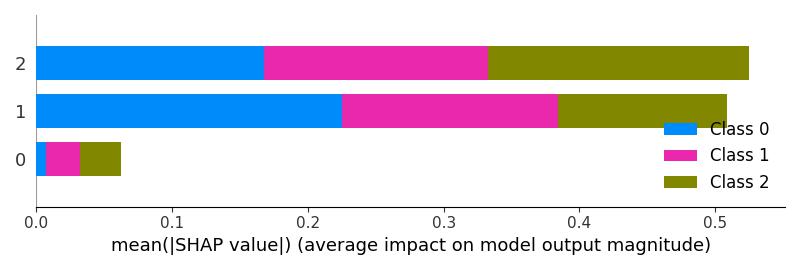 2
1
0
Class 0
Class 1
Class 2
0.0 0.1 0.2 0.3 0.4 0.5
mean(|SHAP value|) (average impact on model output magnitude)